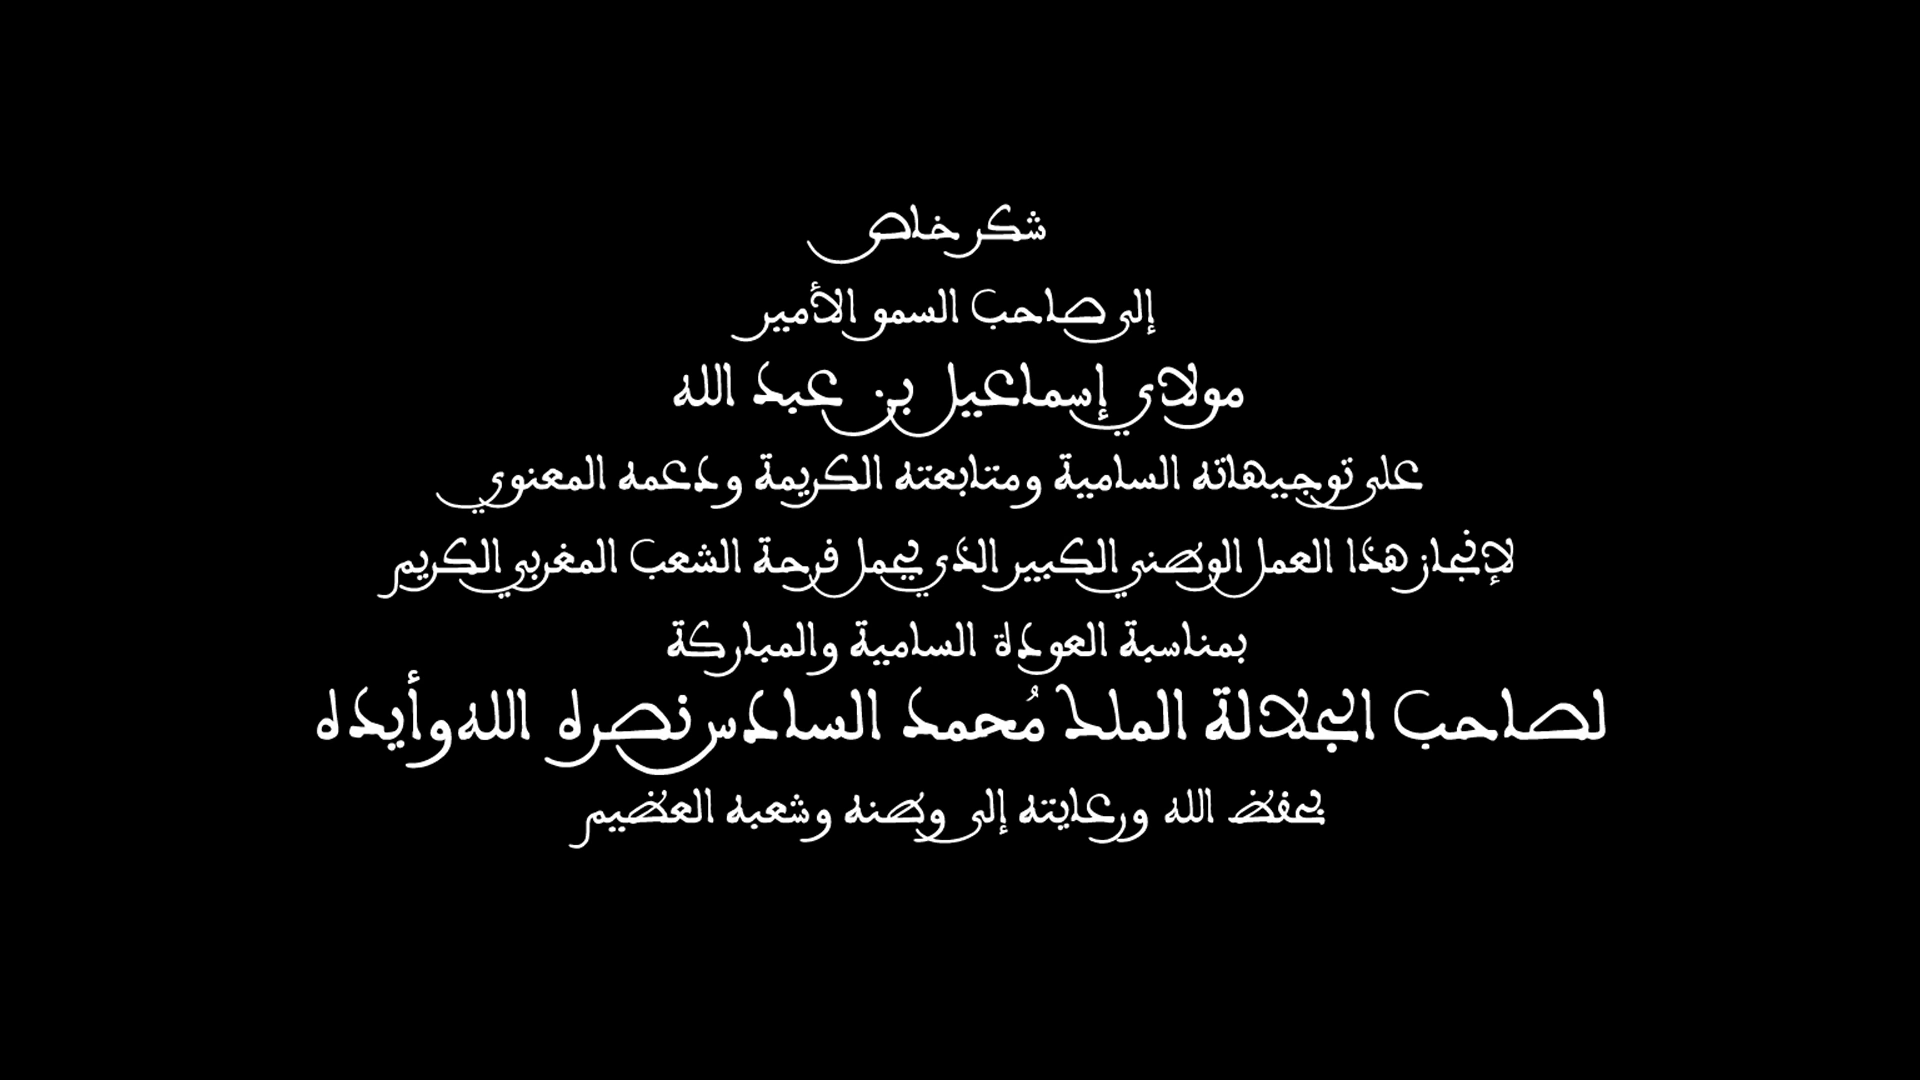 شكر خاص
إلى صاحب السمو الأمير
مولاي إسماعيل بن عبد الله
على توجيهاته السامية ومتابعته الكريمة ودعمه المعنوي
لإنجاز هذا العمل الوطني الكبير الذي يحمل فرحة الشعب المغربي الكريم
بمناسبة العودة السامية والمباركة
لصاحب الجلالة الملك مُحمد السادس نصره الله وأيده
بحفظ الله ورعايته إلى وطنه وشعبه العظيم